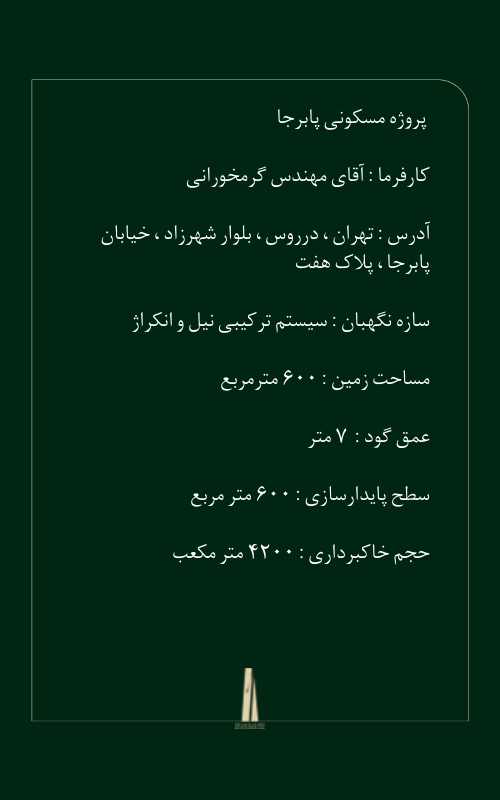 پروژه مسکونی پابرجا
کارفرما : آقای مهندس گرمخورانی
آدرس : تهران ، درروس ، بلوار شهرزاد ، خیابان
پابرجا ، پلاک هفت
سازه نگهبان : سیستم ترکیبی نیل و انکراژ
مساحت زمین : ۶۰۰ مترمربع
عمق گود : ۷ متر
سطح پایدارسازی : ۶۰۰ متر مربع
حجم خاکبرداری : ۴۲۰۰ متر مکعب